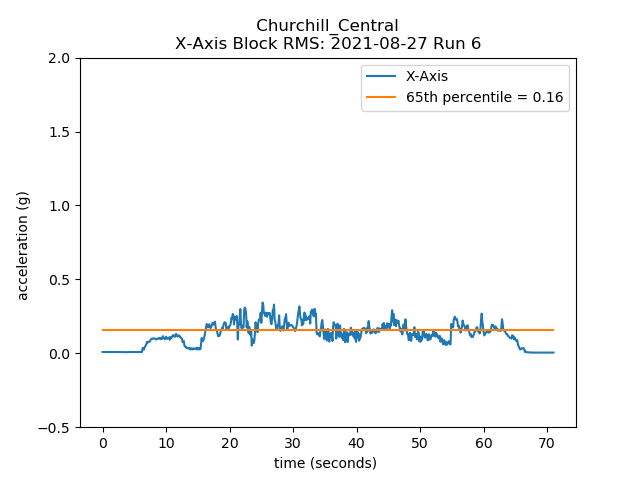 Churchill_Central
X-Axis Block RMS: 2021-08-27 Run 6
X-Axis
65th percentile = 0.16
2.0
1.5
1.0
0.5
0.0
−0.5
acceleration (g)
0 10 20 30 40 50 60 70
time (seconds)